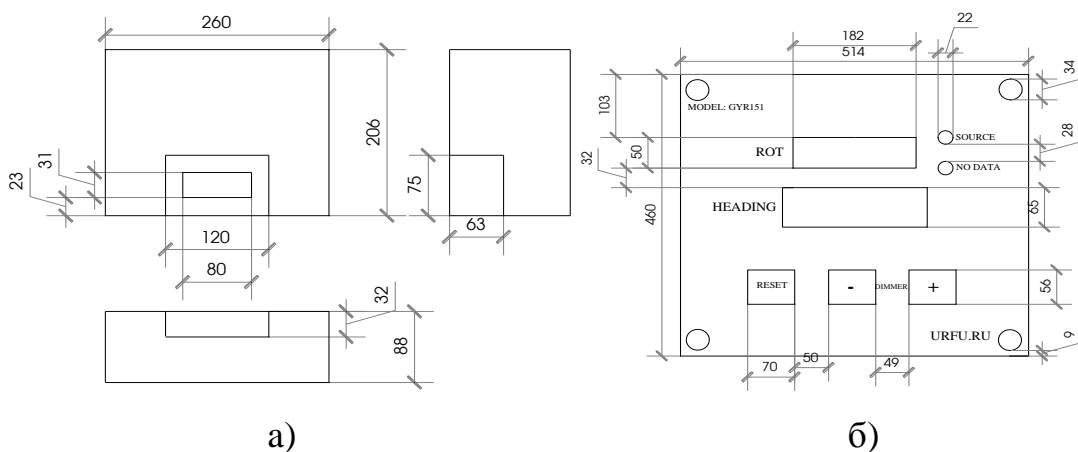 260
22
182
514
34
206
103
MODEL: GYR151
SOURCE
28
31
50
ROT
32
NO DATA
23
75
HEADING
65
460
120
63
80
RESET
-
DIMMER
+
56
32
URFU.RU
9
88
50
49
70
а)
б)